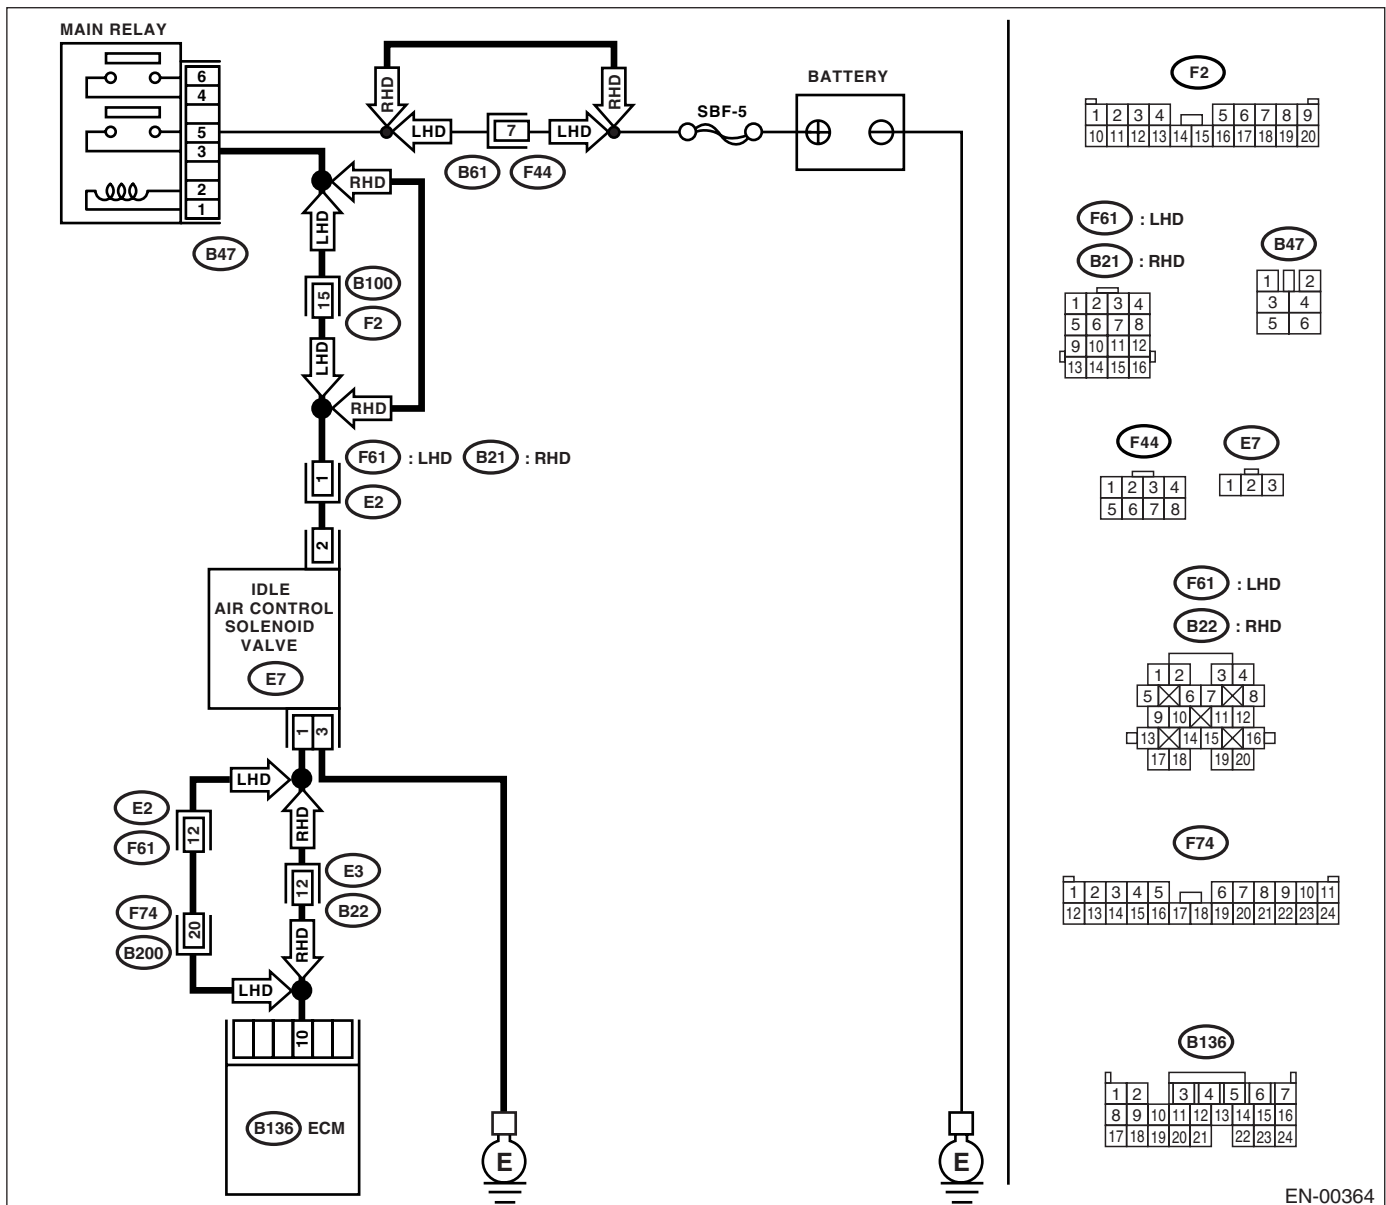 MAIN RELAY
6
4
5
3
2
1
B47
RHD
RHD
LHD
7
LHD
B61
F44
SBF-5
BATTERY
RHD
LHD
15
B100
F2
LHD
RHD
F61 : LHD B21 : RHD
1
E2
2
IDLE
AIR CONTROL
SOLENOID
VALVE
E7
1 3
LHD
RHD
E2
12
F61
E3
12
B22
F74
20
B200
RHD
LHD
10
B136 ECM
E
E
F2
1 2 3 4 5 6 7 8 9
10 11 12 13 14 15 16 17 18 19 20
F61 : LHD
B21 : RHD
1 2 3 4
5 6 7 8
9 10 11 12
13 14 15 16
B47
1 2
3 4
5 6
F44
1 2 3 4
5 6 7 8
E7
1 2 3
F61 : LHD
B22 : RHD
1 2 3 4
5 6 7 8
9 10 11 12
13 14 15 16
17 18 19 20
F74
1 2 3 4 5 6 7 8 9 10 11
12 13 14 15 16 17 18 19 20 21 22 23 24
B136
1 2 3 4 5 6 7
8 9 10 11 12 13 14 15 16
17 18 19 20 21 22 23 24
EN-00364